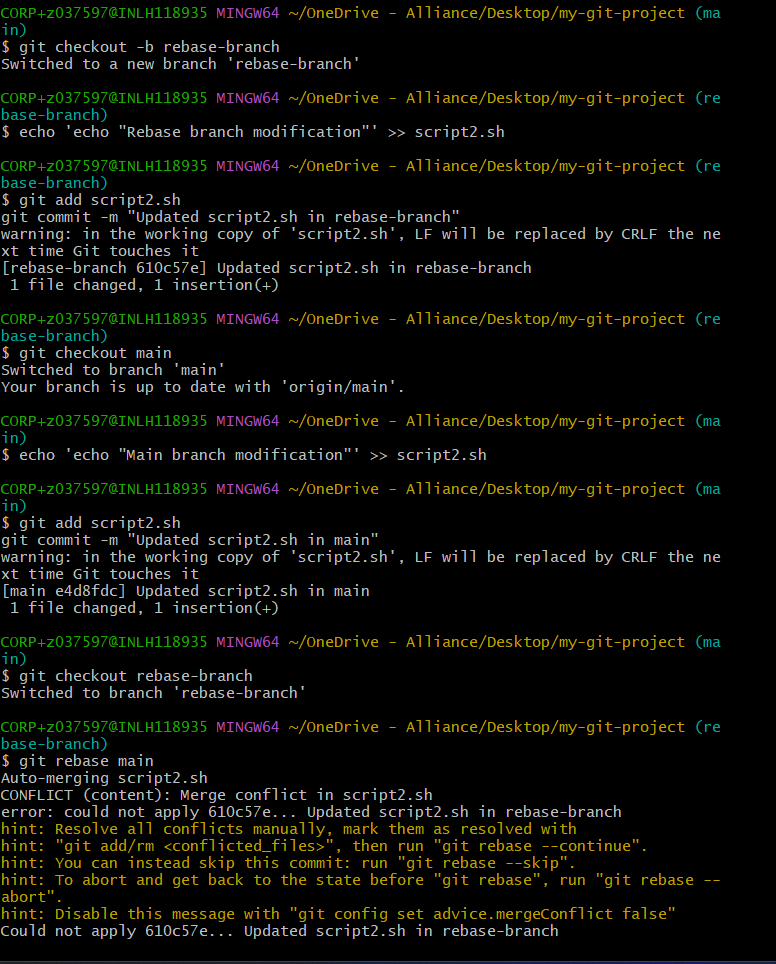 CORP+z037597@INLH118935 MINGW64 ~/OneDrive - Alliance/Desktop/my-git-project (ma
in)
$ git checkout -b rebase-branch
Switched to a new branch 'rebase-branch'

CORP+z037597@INLH118935 MINGW64 ~/OneDrive - Alliance/Desktop/my-git-project (re
base-branch)
$ echo 'echo "Rebase branch modification"' >> script2.sh

CORP+z037597@INLH118935 MINGW64 ~/OneDrive - Alliance/Desktop/my-git-project (re
base-branch)
$ git add script2.sh
git commit -m "Updated script2.sh in rebase-branch"
warning: in the working copy of 'script2.sh', LF will be replaced by CRLF the ne
xt time Git touches it
[rebase-branch 610c57e] Updated script2.sh in rebase-branch
 1 file changed, 1 insertion(+)

CORP+z037597@INLH118935 MINGW64 ~/OneDrive - Alliance/Desktop/my-git-project (re
base-branch)
$ git checkout main
Switched to branch 'main'
Your branch is up to date with 'origin/main'.

CORP+z037597@INLH118935 MINGW64 ~/OneDrive - Alliance/Desktop/my-git-project (ma
in)
$ echo 'echo "Main branch modification"' >> script2.sh

CORP+z037597@INLH118935 MINGW64 ~/OneDrive - Alliance/Desktop/my-git-project (ma
in)
$ git add script2.sh
git commit -m "Updated script2.sh in main"
warning: in the working copy of 'script2.sh', LF will be replaced by CRLF the ne
xt time Git touches it
[main e4d8fdc] Updated script2.sh in main
 1 file changed, 1 insertion(+)

CORP+z037597@INLH118935 MINGW64 ~/OneDrive - Alliance/Desktop/my-git-project (ma
in)
$ git checkout rebase-branch
Switched to branch 'rebase-branch'

CORP+z037597@INLH118935 MINGW64 ~/OneDrive - Alliance/Desktop/my-git-project (re
base-branch)
$ git rebase main
Auto-merging script2.sh
CONFLICT (content): Merge conflict in script2.sh
error: could not apply 610c57e... Updated script2.sh in rebase-branch
hint: Resolve all conflicts manually, mark them as resolved with
hint: "git add/rm <conflicted_files>", then run "git rebase --continue".
hint: You can instead skip this commit: run "git rebase --skip".
hint: To abort and get back to the state before "git rebase", run "git rebase --
abort".
hint: Disable this message with "git config set advice.mergeConflict false"
Could not apply 610c57e... Updated script2.sh in rebase-branch